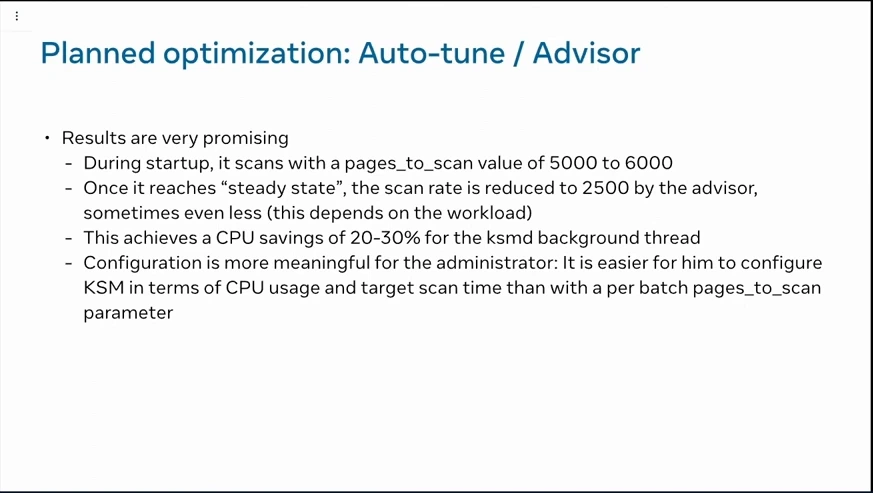 Planned optimization: Auto-tune / Advisor
• Results are very promising
- During startup, it scans with a pages_to_scan value of 5000 to 6000
- Once it reaches “steady state”, the scan rate is reduced to 2500 by the advisor,
sometimes even less (this depends on the workload)
- This achieves a CPU savings of 20-30% for the ksmd background thread
- Configuration is more meaningful for the administrator: It is easier for him to configure
KSM in terms of CPU usage and target scan time than with a per batch pages_to_scan
parameter